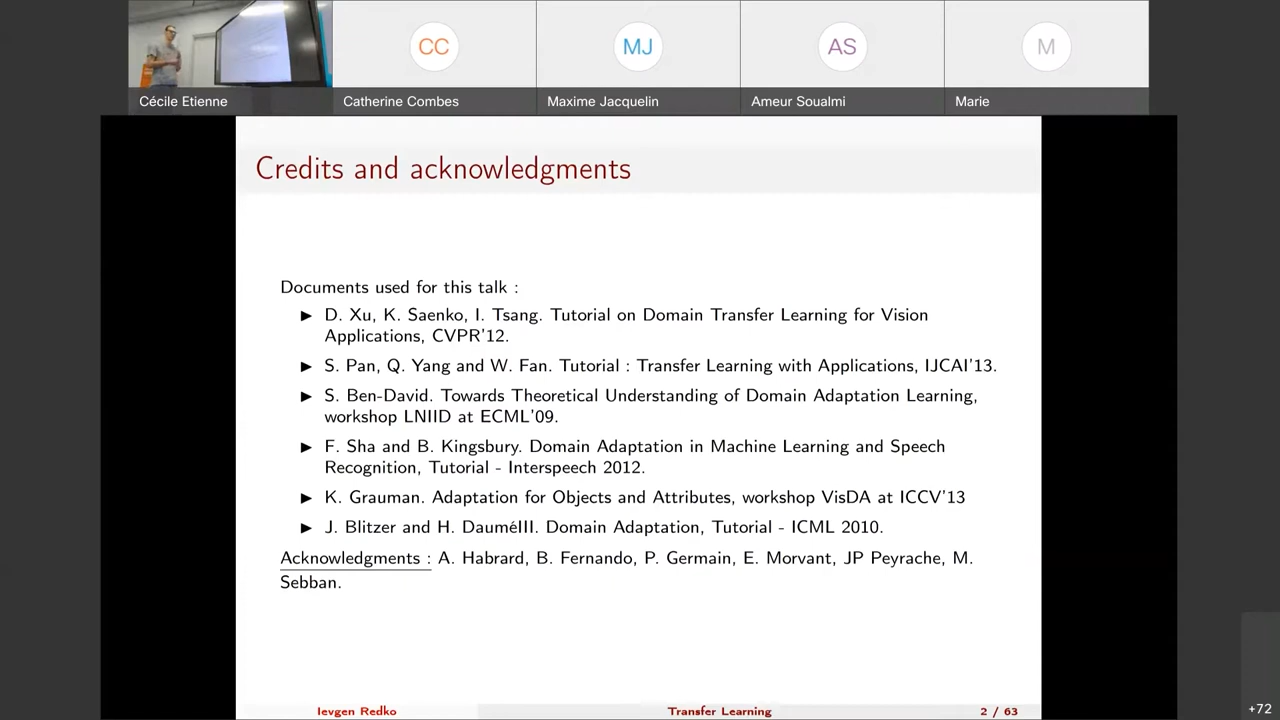 CC
MJ
AS
M
Cécile Etienne
Catherine Combes
Maxime Jacquelin
Ameur Soualmi
Marie
Credits and acknowledgments
Documents used for this talk :
▶ D. Xu, K. Saenko, I. Tsang. Tutorial on Domain Transfer Learning for Vision
Applications, CVPR'12.
▶ S. Pan, Q. Yang and W. Fan. Tutorial : Transfer Learning with Applications, IJCAI'13.
▶ S. Ben-David. Towards Theoretical Understanding of Domain Adaptation Learning,
workshop LNIID at ECML'09.
▶ F. Sha and B. Kingsbury. Domain Adaptation in Machine Learning and Speech
Recognition, Tutorial - Interspeech 2012.
▶ K. Grauman. Adaptation for Objects and Attributes, workshop VisDA at ICCV'13
▶ J. Blitzer and H. DauméIII. Domain Adaptation, Tutorial - ICML 2010.
Acknowledgments : A. Habrard, B. Fernando, P. Germain, E. Morvant, JP Peyrache, M.
Sebban.
Ievgen Redko
Transfer Learning
2 / 63
+72